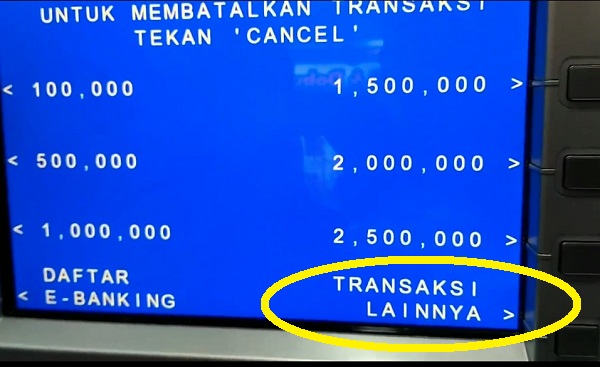 UNTUK MEMBATALKAN TRANSAKSI
TEKAN 'CANCEL'
< 100,000
1,500,000 >
< 500,000
2,000,000 >
< 1,000,000
2,500,000 >
DAFTAR
< E-BANKING
TRANSAKSI
LAINNYA >